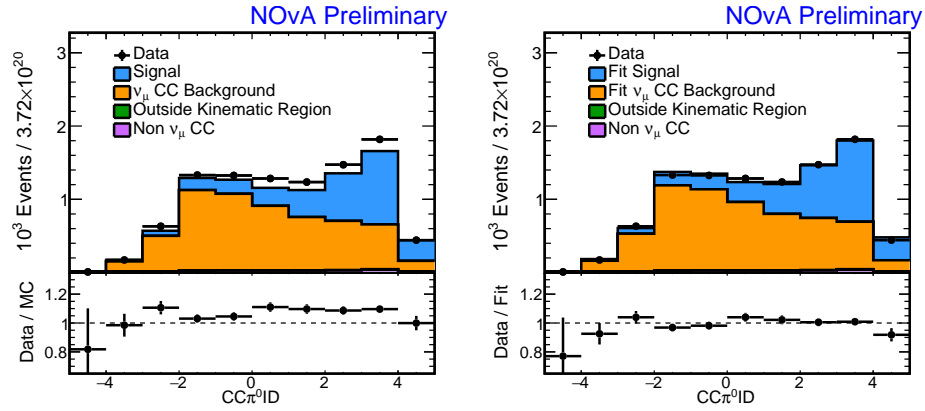 NOvA Preliminary
10³ Events / 3.72×10²⁰
3
2
1
0
Data
Signal
νμ CC Background
Outside Kinematic Region
Non νμ CC
Data / MC
1.2
1
0.8
−4 −2 0 2 4
CCπ⁰ID
NOvA Preliminary
10³ Events / 3.72×10²⁰
3
2
1
0
Data
Fit Signal
Fit νμ CC Background
Outside Kinematic Region
Non νμ CC
Data / Fit
1.2
1
0.8
−4 −2 0 2 4
CCπ⁰ID